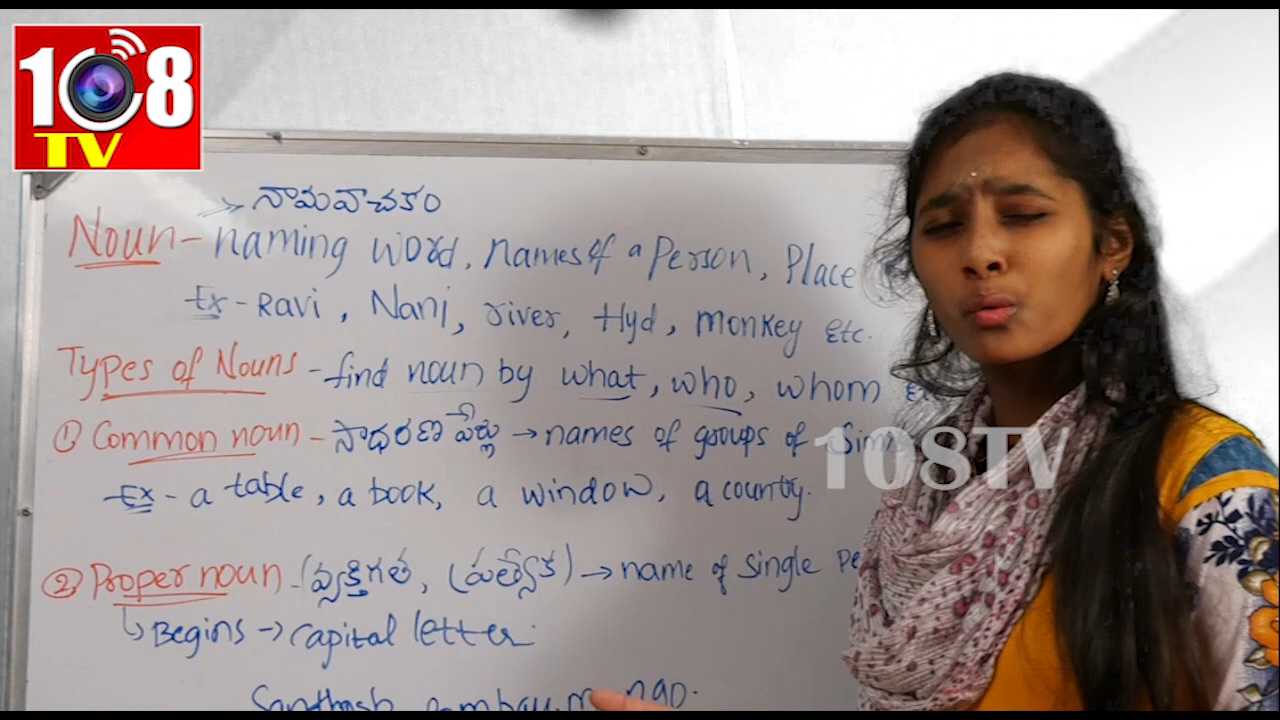 108
TV
నామవాచకం
Noun - naming word, names of a person, Place
Ex - Ravi, Nani, river, Hyd, monkey etc.
Types of Nouns - find noun by what, who, whom
① Common noun - సాధరణ పేర్లు → names of groups of
108TV
Ex - a table, a book, a window, a country.
② Proper noun - (వ్యక్తిగత, ప్రత్యేక) → name of single
Begins → capital letter